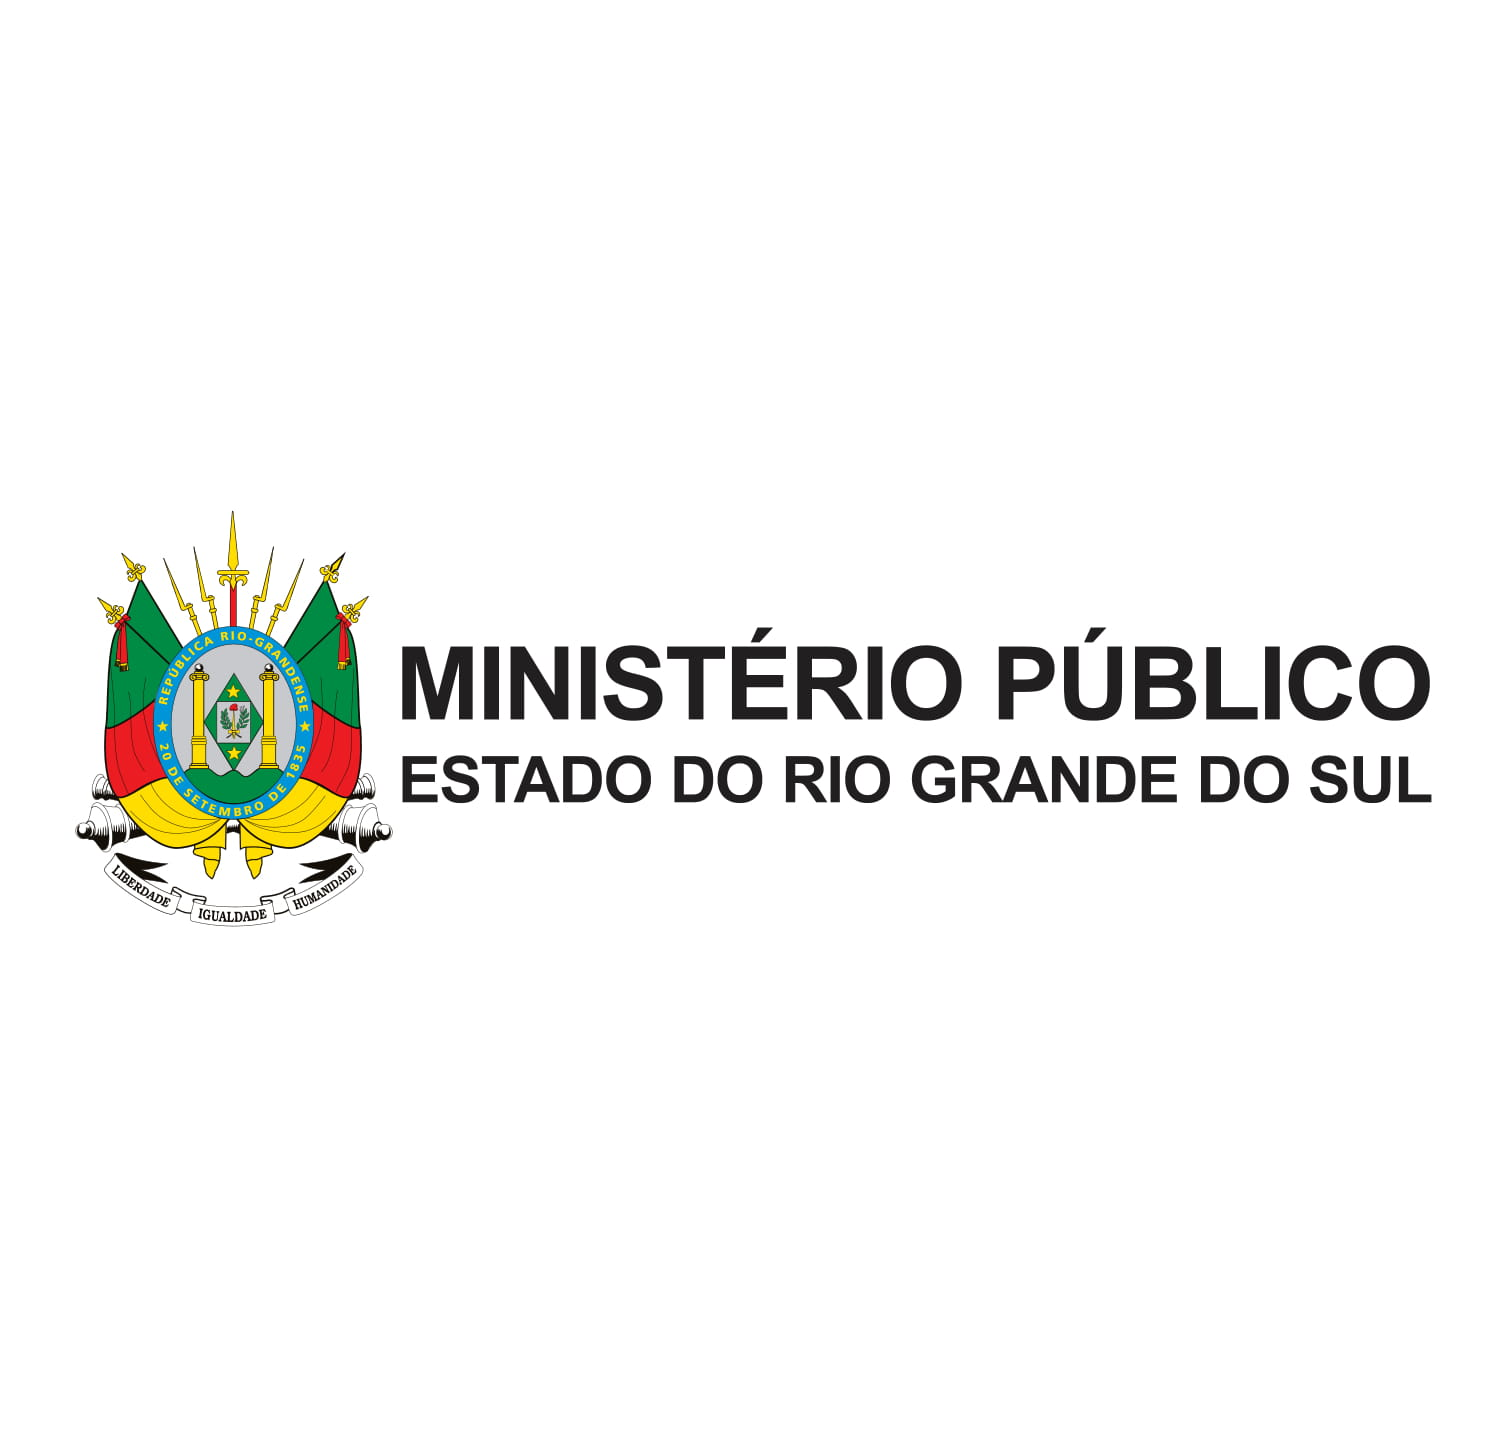 REPÚBLICA RIO-GRANDENSE
20 DE SETEMBRO DE 1835
LIBERDADE IGUALDADE HUMANIDADE
MINISTÉRIO PÚBLICO
ESTADO DO RIO GRANDE DO SUL